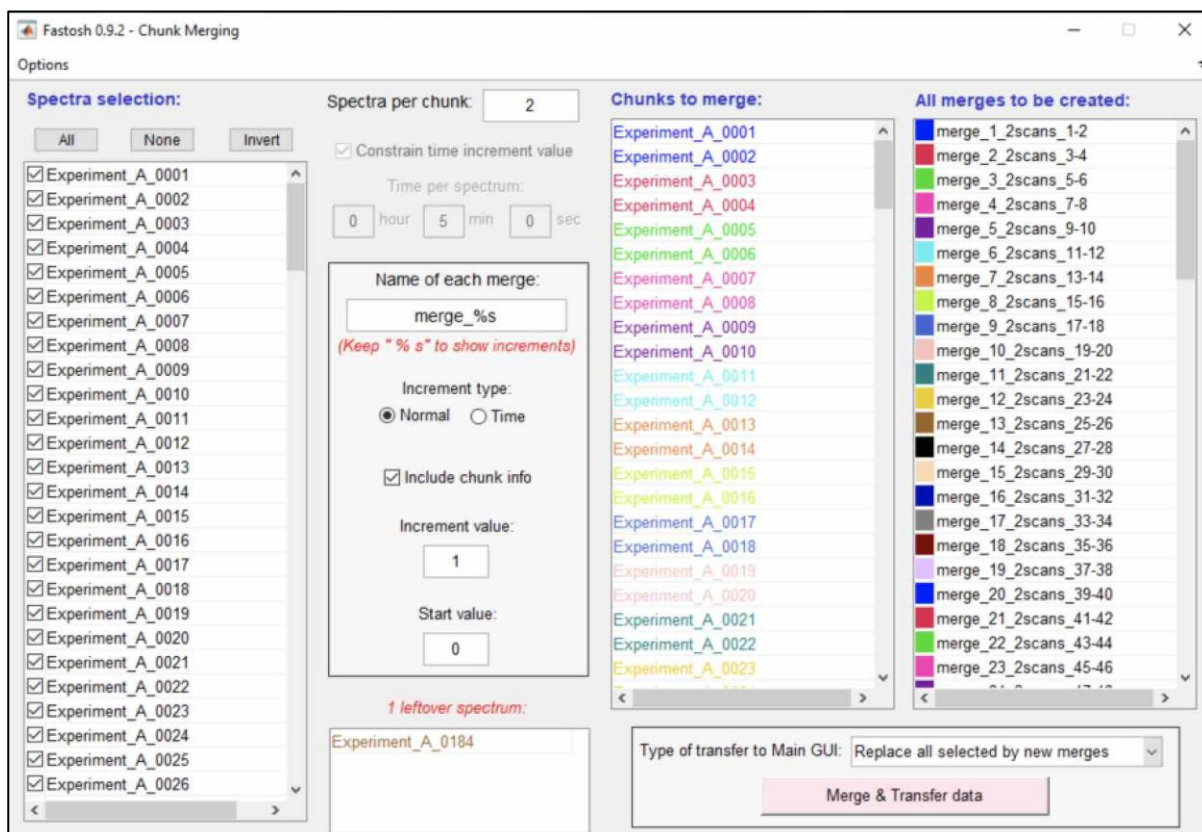 Fastosh 0.9.2 - Chunk Merging
Options
Spectra selection:
All None Invert
Experiment_A_0001
Experiment_A_0002
Experiment_A_0003
Experiment_A_0004
Experiment_A_0005
Experiment_A_0006
Experiment_A_0007
Experiment_A_0008
Experiment_A_0009
Experiment_A_0010
Experiment_A_0011
Experiment_A_0012
Experiment_A_0013
Experiment_A_0014
Experiment_A_0015
Experiment_A_0016
Experiment_A_0017
Experiment_A_0018
Experiment_A_0019
Experiment_A_0020
Experiment_A_0021
Experiment_A_0022
Experiment_A_0023
Experiment_A_0024
Experiment_A_0025
Experiment_A_0026
Spectra per chunk: 2
Constrain time increment value
Time per spectrum:
0 hour 5 min 0 sec
Name of each merge:
merge_%s
(Keep " % s" to show increments)
Increment type:
Normal Time
Include chunk info
Increment value:
1
Start value:
0
1 leftover spectrum:
Experiment_A_0184
Chunks to merge:
Experiment_A_0001
Experiment_A_0002
Experiment_A_0003
Experiment_A_0004
Experiment_A_0005
Experiment_A_0006
Experiment_A_0007
Experiment_A_0008
Experiment_A_0009
Experiment_A_0010
Experiment_A_0011
Experiment_A_0012
Experiment_A_0013
Experiment_A_0014
Experiment_A_0015
Experiment_A_0016
Experiment_A_0017
Experiment_A_0018
Experiment_A_0019
Experiment_A_0020
Experiment_A_0021
Experiment_A_0022
Experiment_A_0023
All merges to be created:
merge_1_2scans_1-2
merge_2_2scans_3-4
merge_3_2scans_5-6
merge_4_2scans_7-8
merge_5_2scans_9-10
merge_6_2scans_11-12
merge_7_2scans_13-14
merge_8_2scans_15-16
merge_9_2scans_17-18
merge_10_2scans_19-20
merge_11_2scans_21-22
merge_12_2scans_23-24
merge_13_2scans_25-26
merge_14_2scans_27-28
merge_15_2scans_29-30
merge_16_2scans_31-32
merge_17_2scans_33-34
merge_18_2scans_35-36
merge_19_2scans_37-38
merge_20_2scans_39-40
merge_21_2scans_41-42
merge_22_2scans_43-44
merge_23_2scans_45-46
Type of transfer to Main GUI: Replace all selected by new merges
Merge & Transfer data